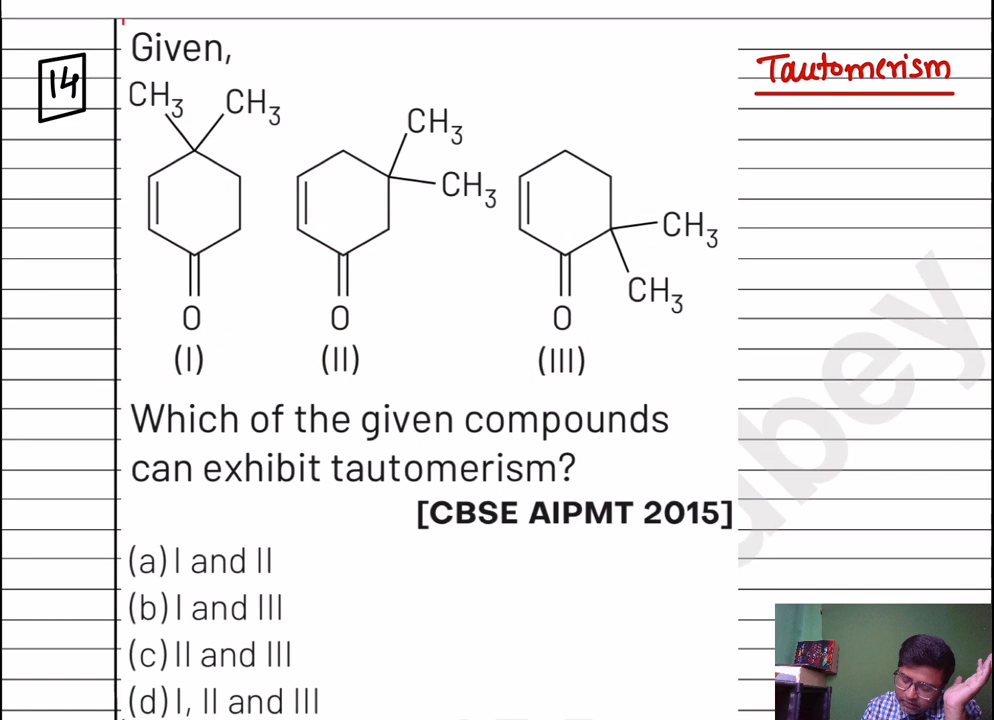 14
Given,
Tautomerism
CH3 CH3
CH3
CH3
CH3
CH3
O O O
(I) (II) (III)
Which of the given compounds
can exhibit tautomerism?
[CBSE AIPMT 2015]
(a) I and II
(b) I and III
(c) II and III
(d) I, II and III